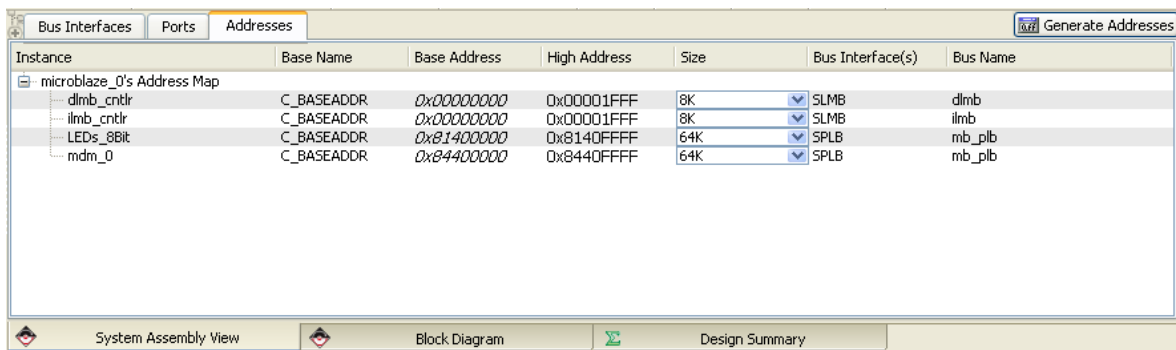 Bus Interfaces Ports Addresses Generate Addresses
Instance Base Name Base Address High Address Size Bus Interface(s) Bus Name
microblaze_0's Address Map
dlmb_cntlr C_BASEADDR 0x00000000 0x00001FFF 8K SLMB dlmb
ilmb_cntlr C_BASEADDR 0x00000000 0x00001FFF 8K SLMB ilmb
LEDs_8Bit C_BASEADDR 0x81400000 0x8140FFFF 64K SPLB mb_plb
mdm_0 C_BASEADDR 0x84400000 0x8440FFFF 64K SPLB mb_plb
System Assembly View Block Diagram Σ Design Summary